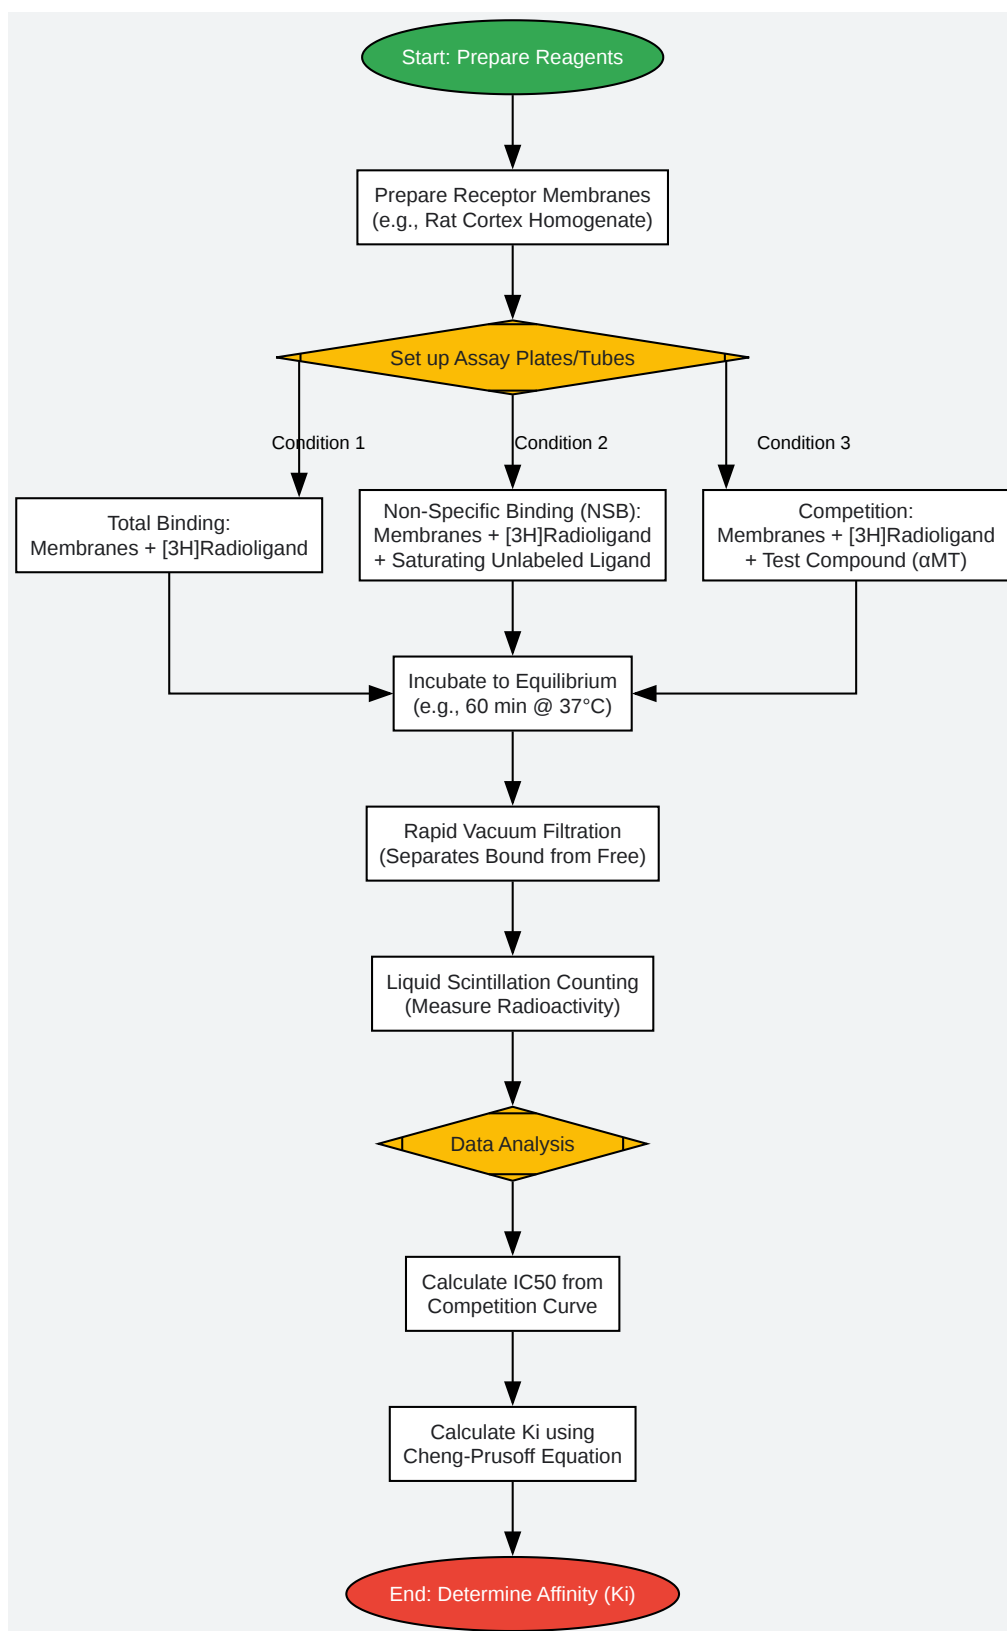 Start: Prepare Reagents
Prepare Receptor Membranes
(e.g., Rat Cortex Homogenate)
Set up Assay Plates/Tubes
Condition 1
Condition 2
Condition 3
Total Binding:
Membranes + [3H]Radioligand
Non-Specific Binding (NSB):
Membranes + [3H]Radioligand
+ Saturating Unlabeled Ligand
Competition:
Membranes + [3H]Radioligand
+ Test Compound (αMT)
Incubate to Equilibrium
(e.g., 60 min @ 37°C)
Rapid Vacuum Filtration
(Separates Bound from Free)
Liquid Scintillation Counting
(Measure Radioactivity)
Data Analysis
Calculate IC50 from
Competition Curve
Calculate Ki using
Cheng-Prusoff Equation
End: Determine Affinity (Ki)